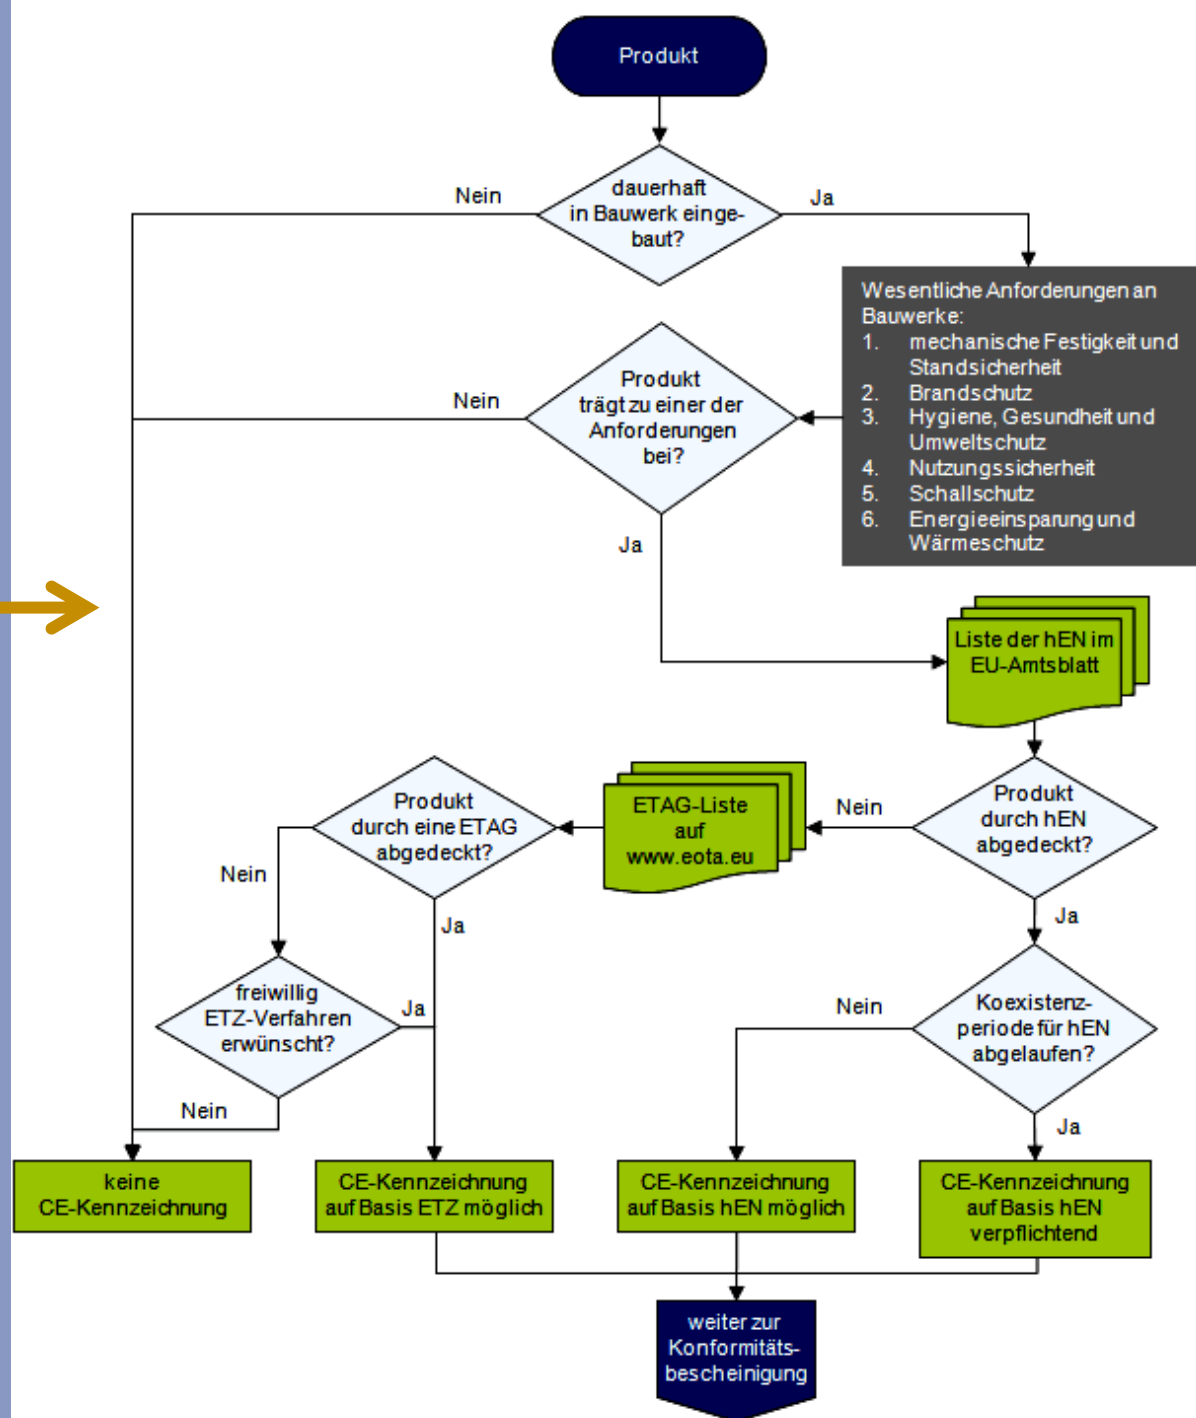 Produkt
dauerhaft
in Bauwerk einge-
baut?
Nein
Ja
Wesentliche Anforderungen an
Bauwerke:
1. mechanische Festigkeit und
Standsicherheit
2. Brandschutz
3. Hygiene, Gesundheit und
Umweltschutz
4. Nutzungssicherheit
5. Schallschutz
6. Energieeinsparung und
Wärmeschutz
Produkt
trägt zu einer der
Anforderungen
bei?
Nein
Ja
Liste der hEN im
EU-Amtsblatt
Produkt
durch hEN
abgedeckt?
Nein
Ja
ETAG-Liste
auf
www.eota.eu
Produkt
durch eine ETAG
abgedeckt?
Nein
Ja
freiwillig
ETZ-Verfahren
erwünscht?
Ja
Nein
Koexistenz-
periode für hEN
abgelaufen?
Nein
Ja
keine
CE-Kennzeichnung
CE-Kennzeichnung
auf Basis ETZ möglich
CE-Kennzeichnung
auf Basis hEN möglich
CE-Kennzeichnung
auf Basis hEN
verpflichtend
weiter zur
Konformitäts-
bescheinigung